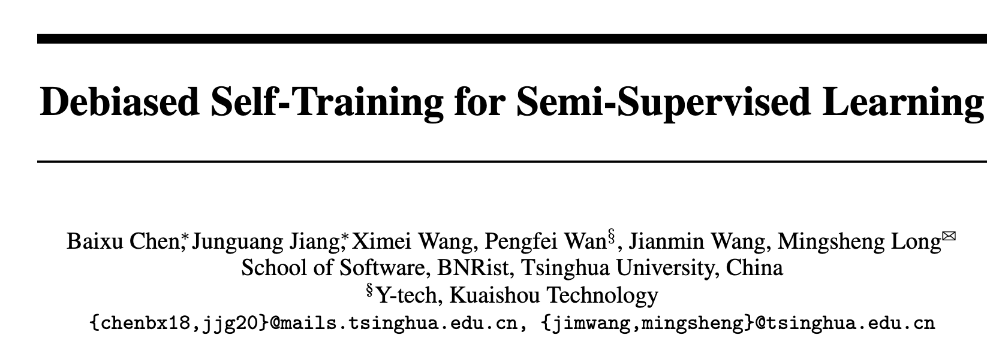 Debiased Self-Training for Semi-Supervised Learning
Baixu Chen,* Junguang Jiang,* Ximei Wang, Pengfei Wan§, Jianmin Wang, Mingsheng Long✉
School of Software, BNRist, Tsinghua University, China
§Y-tech, Kuaishou Technology
{chenbx18,jjg20}@mails.tsinghua.edu.cn, {jimwang,mingsheng}@tsinghua.edu.cn